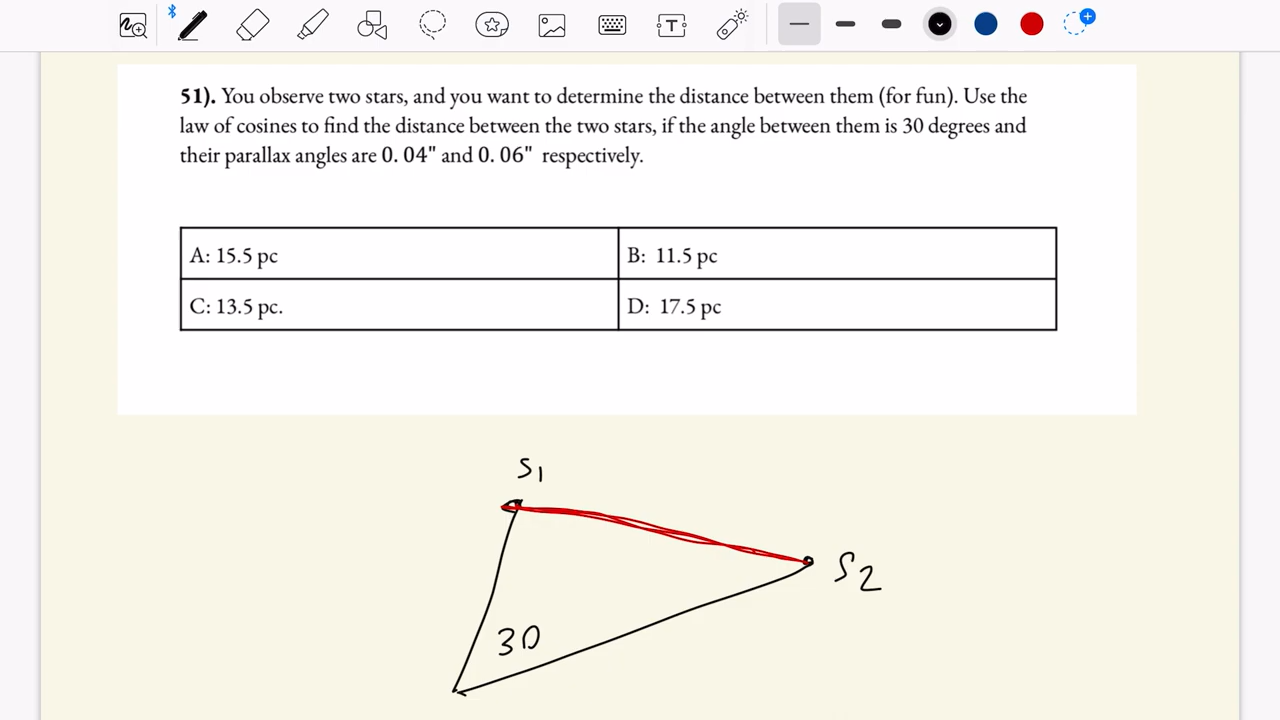 51). You observe two stars, and you want to determine the distance between them (for fun). Use the
law of cosines to find the distance between the two stars, if the angle between them is 30 degrees and
their parallax angles are 0.04" and 0.06" respectively.
A: 15.5 pc
B: 11.5 pc
C: 13.5 pc.
D: 17.5 pc
S1
S2
30